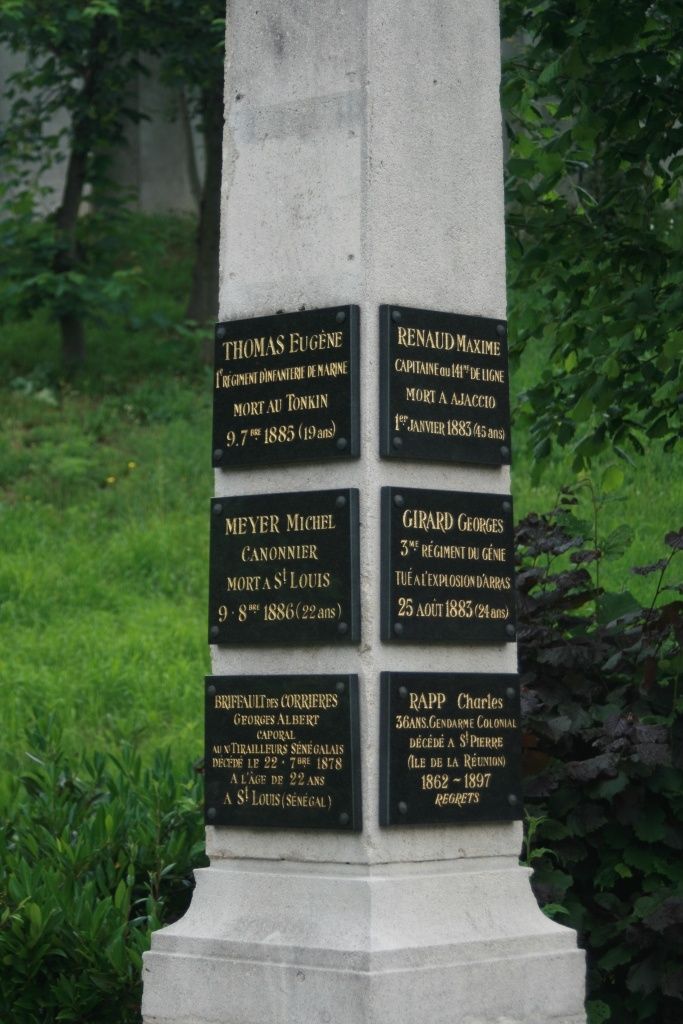 THOMAS EUGÈNE
1er RÉGIMENT D'INFANTERIE DE MARINE
MORT AU TONKIN
9.7BRE 1885 (19 ans)
RENAUD MAXIME
CAPITAINE au 141ME DE LIGNE
MORT A AJACCIO
1er JANVIER 1883 (45 ans)
MEYER MICHEL
CANONNIER
MORT A St LOUIS
9·8BRE 1886 (22 ans)
GIRARD GEORGES
3ME RÉGIMENT DU GÉNIE
TUÉ A L'EXPLOSION D'ARRAS
25 AOUT 1883 (24 ans)
BRIFFAULT DES CORRIERES
GEORGES ALBERT
CAPORAL
AUX TIRAILLEURS SÉNÉGALAIS
DÉCÉDÉ LE 22·7BRE 1878
A L'ÂGE DE 22 ANS
A St LOUIS (SÉNÉGAL)
RAPP Charles
36 ANS. GENDARME COLONIAL
DÉCÉDÉ A St PIERRE
(ILE DE LA RÉUNION)
1862 ~ 1897
REGRETS